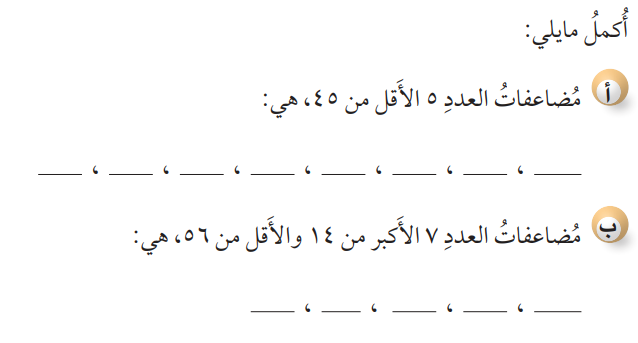 أُكملُ مايلي:
أ مُضاعفاتُ العددِ ٥ الأَقل من ٤٥، هي:
____ ، ____ ، ____ ، ____ ، ____ ، ____ ، ____ ، ____
ب مُضاعفاتُ العددِ ٧ الأَكبر من ١٤ والأَقل من ٥٦، هي:
____ ، ____ ، ____ ، ____ ، ____